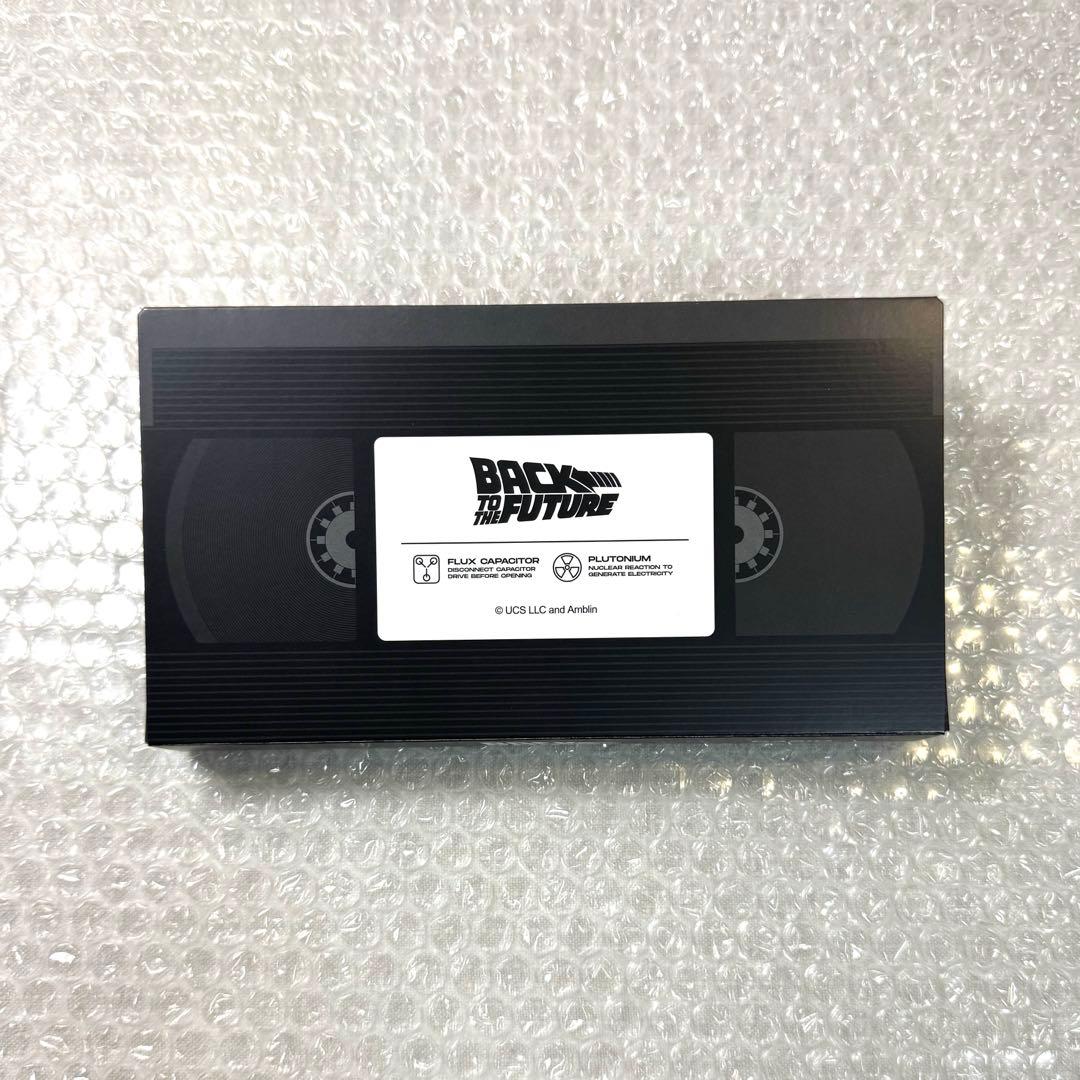 BACK
TO
THE FUTURE
FLUX CAPACITOR
DISCONNECT CAPACITOR
DRIVE BEFORE OPENING
PLUTONIUM
NUCLEAR REACTION TO
GENERATE ELECTRICITY
© UCS LLC and Amblin